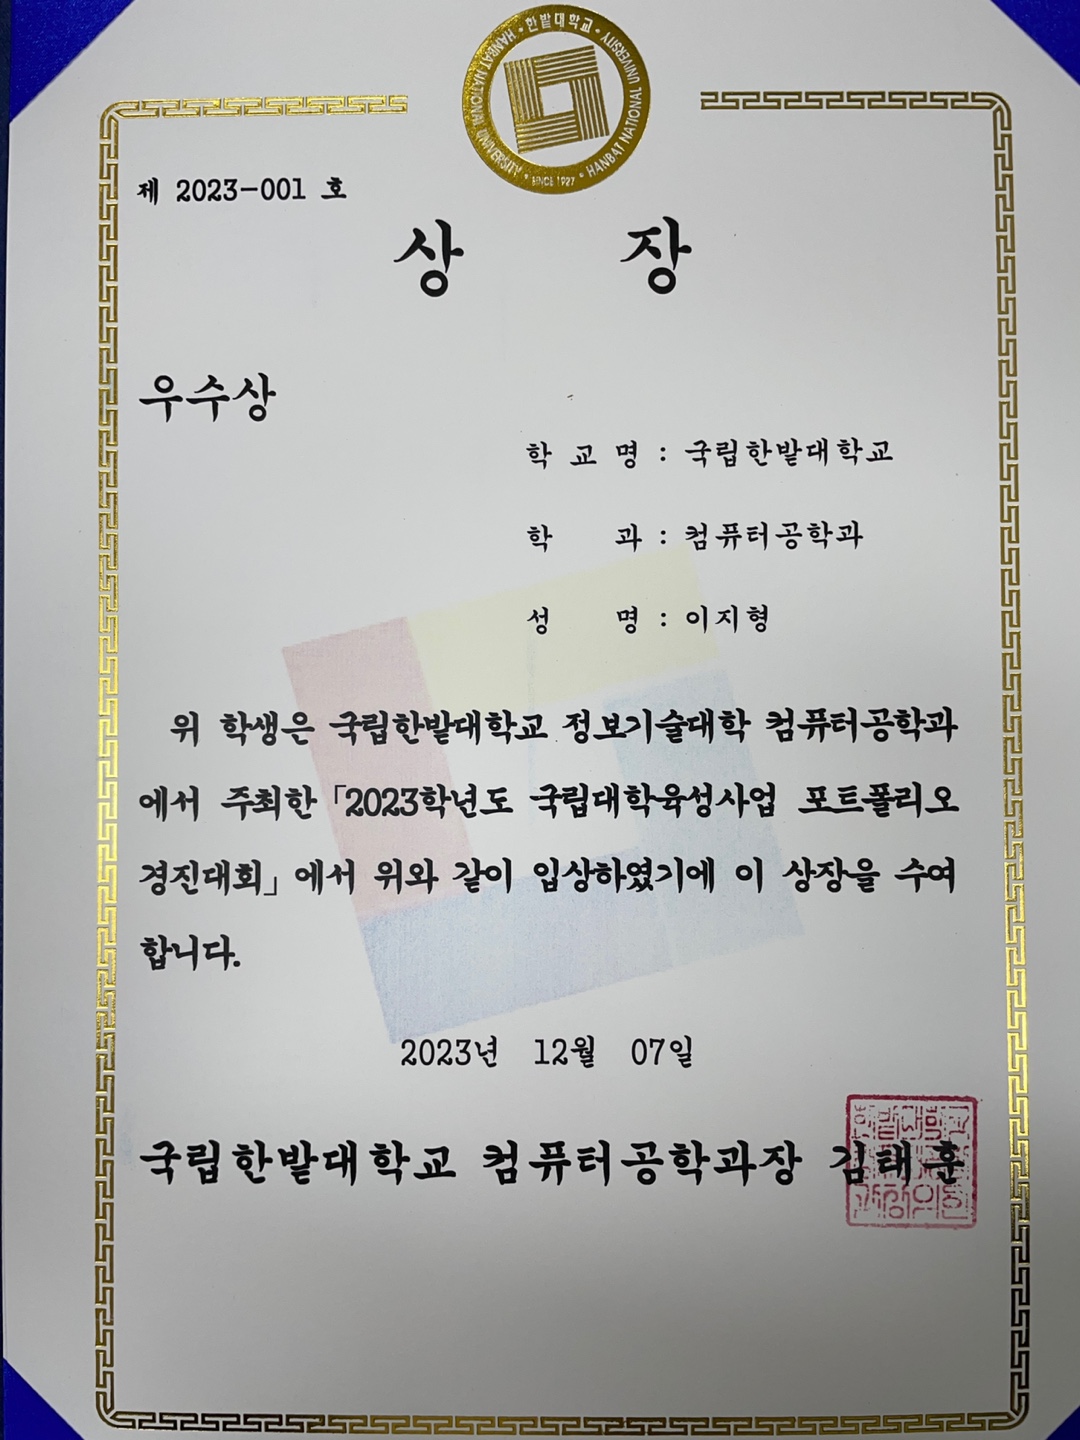 한밭대학교 • HANBAT NATIONAL UNIVERSITY • SINCE 1927 • HANBAT NATIONAL UNIVERSITY
제 2023-001 호
상 장
우수상
학 교 명 : 국립한밭대학교
학 과 : 컴퓨터공학과
성 명 : 이지형
위 학생은 국립한밭대학교 정보기술대학 컴퓨터공학과
에서 주최한 「2023학년도 국립대학육성사업 포트폴리오
경진대회」에서 위와 같이 입상하였기에 이 상장을 수여
합니다.
2023년 12월 07일
국립한밭대학교 컴퓨터공학과장 김태훈